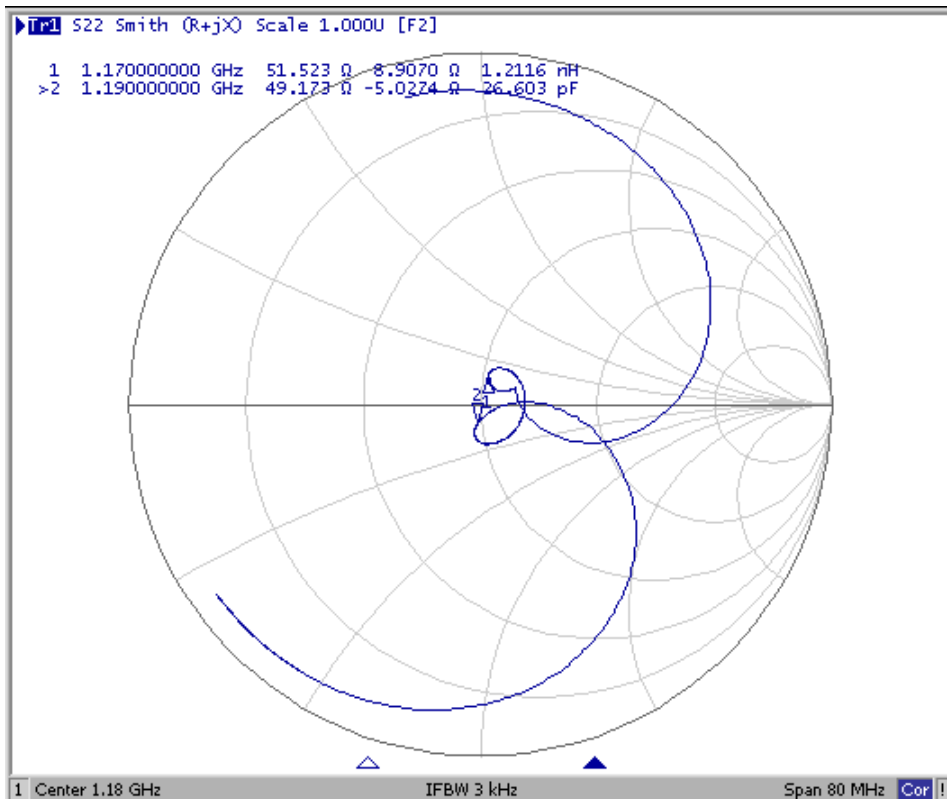 Tr1 S22 Smith (R+jX) Scale 1.000U [F2]
1 1.170000000 GHz 51.523 Ω 8.9070 Ω 1.2116 nH
>2 1.190000000 GHz 49.173 Ω -5.0274 Ω 26.603 pF
2
1
1 Center 1.18 GHz IFBW 3 kHz Span 80 MHz Cor !